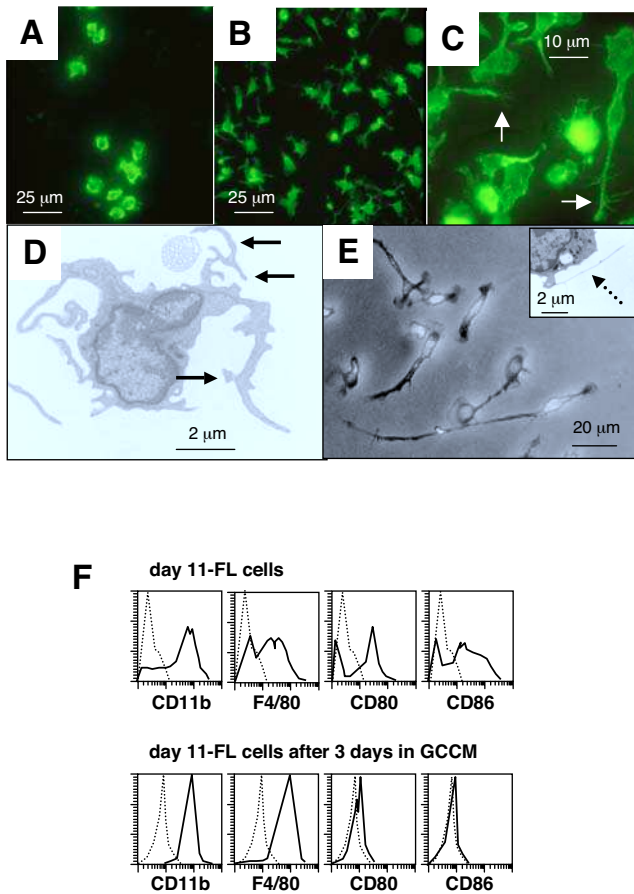 A
B
C
10 μm
25 μm
25 μm
D
E
2 μm
2 μm
20 μm
F
day 11-FL cells
CD11b
F4/80
CD80
CD86
day 11-FL cells after 3 days in GCCM
CD11b
F4/80
CD80
CD86